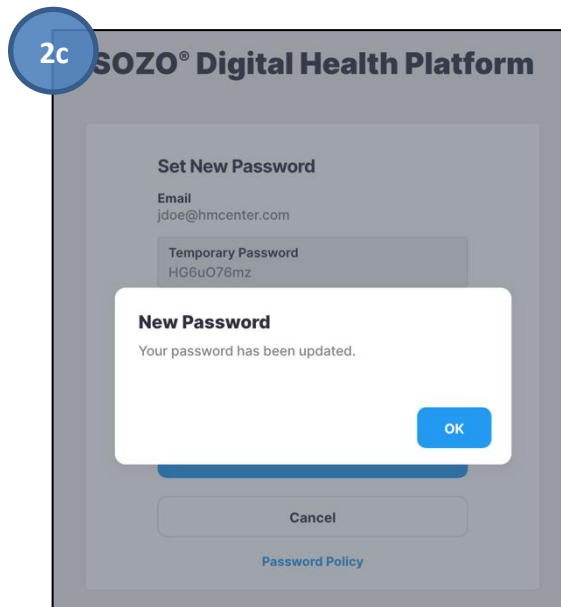 2c
SOZO® Digital Health Platform
Set New Password
Email
jdoe@hmcenter.com
Temporary Password
HG6uO76mz
New Password
Your password has been updated.
OK
Cancel
Password Policy